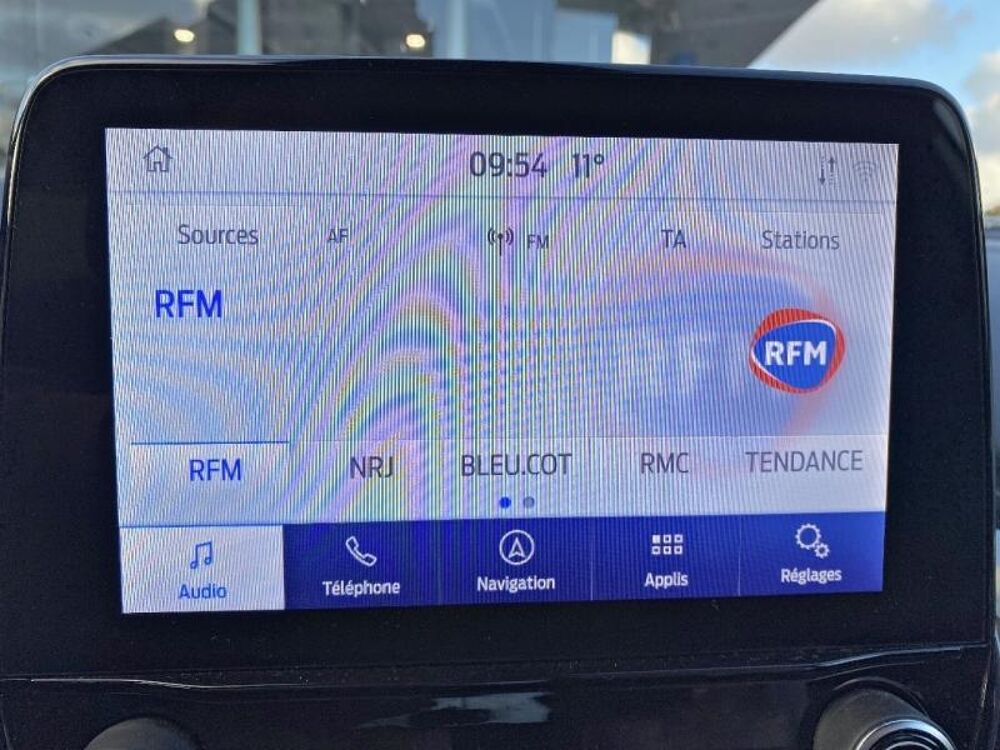 09:54 11°
Sources AF FM TA Stations
RFM
RFM
RFM NRJ BLEU.COT RMC TENDANCE
Audio Téléphone Navigation Applis Réglages